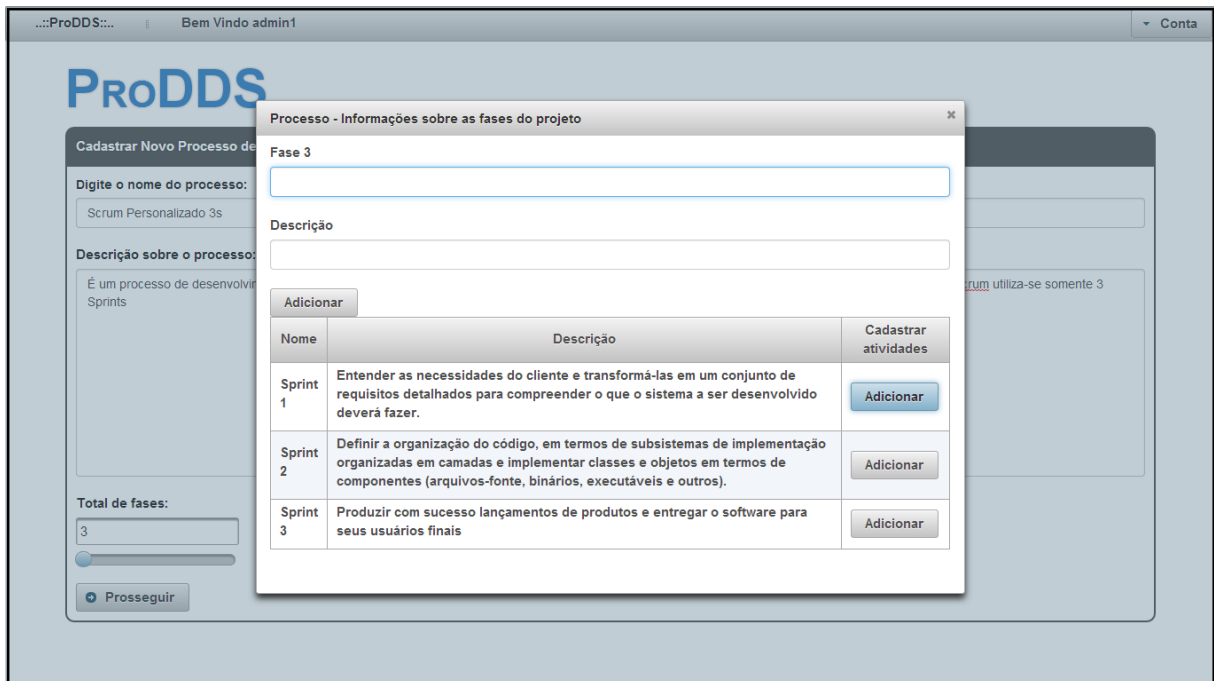 ..::ProDDS::..
Bem Vindo admin1
Conta
PRODDS
Processo - Informações sobre as fases do projeto
Cadastrar Novo Processo de
Fase 3
Digite o nome do processo:
Scrum Personalizado 3s
Descrição
Descrição sobre o processo:
É um processo de
utiliza-se somente 3
Sprints
Adicionar
Nome
Descrição
Cadastrar
atividades
Sprint
1
Entender as necessidades do cliente e transformá-las em um conjunto de
requisitos detalhados para compreender o que o sistema a ser desenvolvido
deverá fazer.
Adicionar
Sprint
2
Definir a organização do código, em termos de subsistemas de implementação
organizadas em camadas e implementar classes e objetos em termos de
componentes (arquivos-fonte, binários, executáveis e outros).
Adicionar
Sprint
3
Produzir com sucesso lançamentos de produtos e entregar o software para
seus usuários finais
Adicionar
Total de fases:
3
Prosseguir